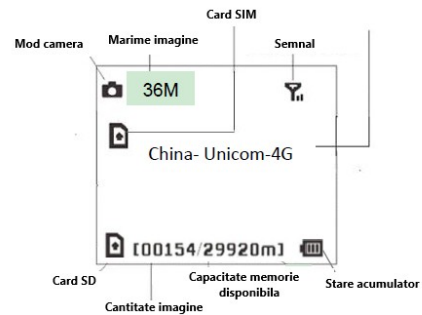 Card SIM
Mod camera
Marime imagine
Semnal
36M
China- Unicom-4G
[00154/29920m]
Card SD
Capacitate memorie
disponibila
Stare acumulator
Cantitate imagine